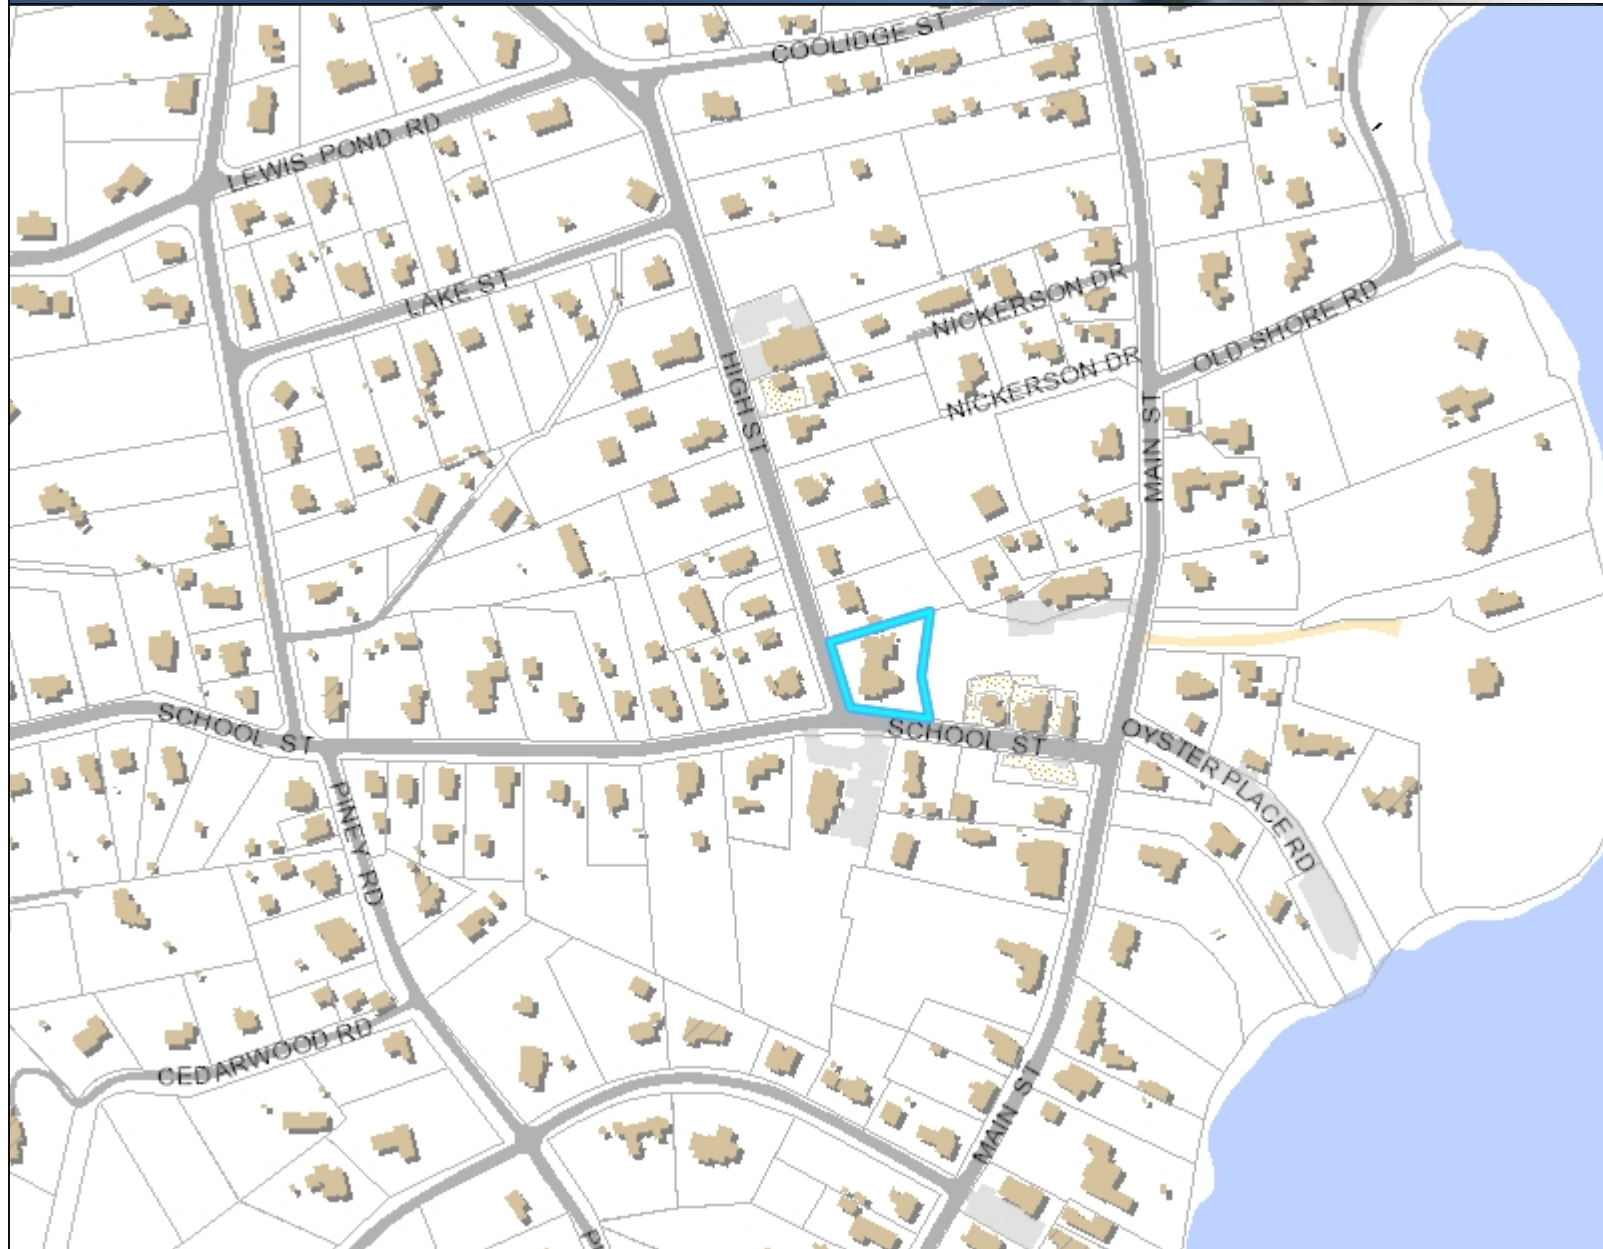 COOLIDGE ST
LEWIS POND RD
LAKE ST
NICKERSON DR
OLD SHORE RD
HIGH ST
NICKERSON DR
MAIN ST
SCHOOL ST
SCHOOL ST
OYSTER PLACE RD
PINEY RD
CEDARWOOD RD
MAIN ST